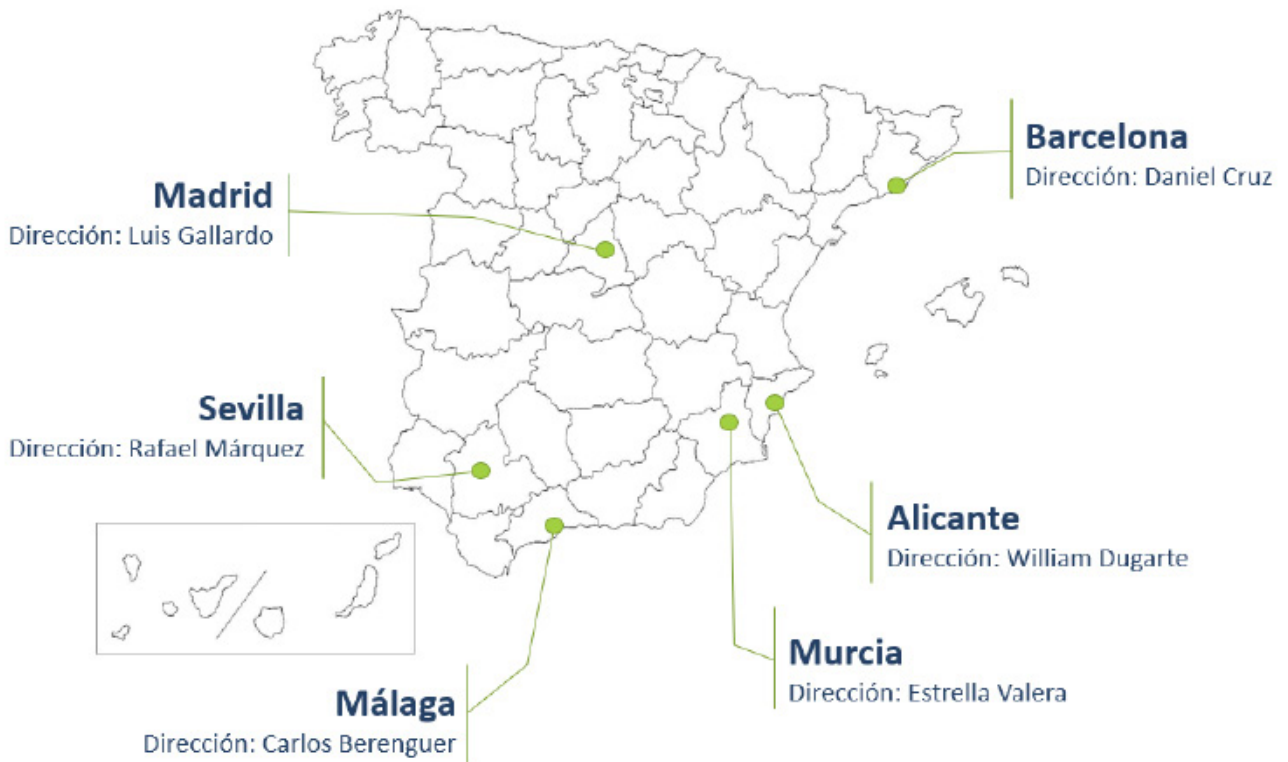 Barcelona
Dirección: Daniel Cruz
Madrid
Dirección: Luis Gallardo
Sevilla
Dirección: Rafael Márquez
Alicante
Dirección: William Dugarte
Murcia
Dirección: Estrella Valera
Málaga
Dirección: Carlos Berenguer